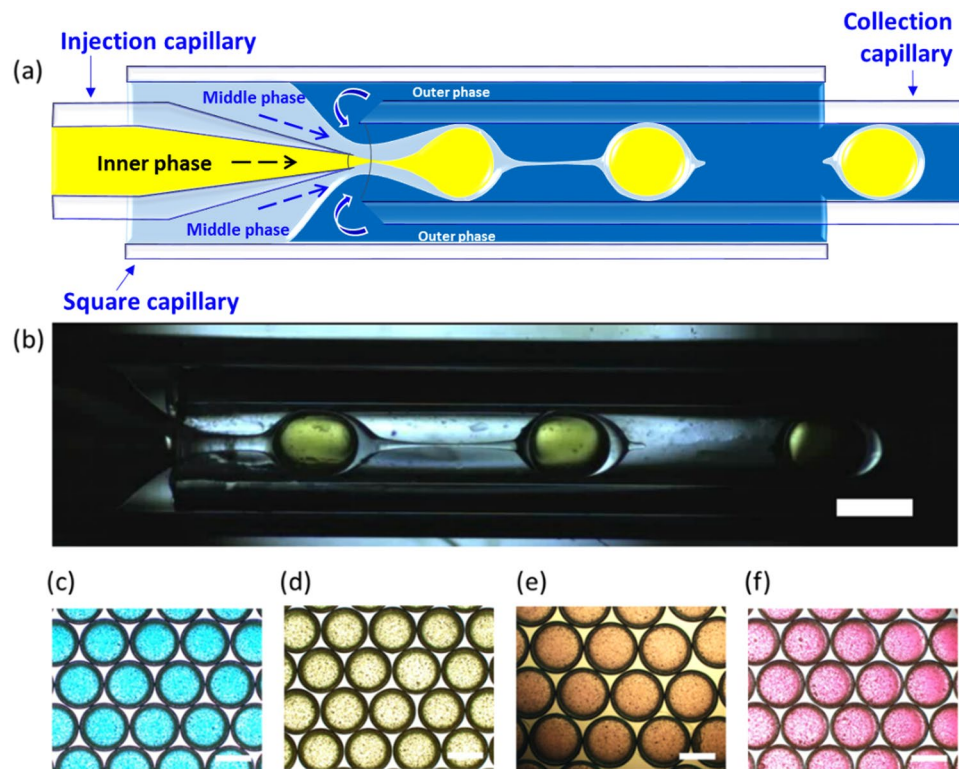 Injection capillary
Collection
capillary
(a)
Middle phase
Outer phase
Inner phase
Middle phase
Outer phase
Square capillary
(b)
(c)
(d)
(e)
(f)